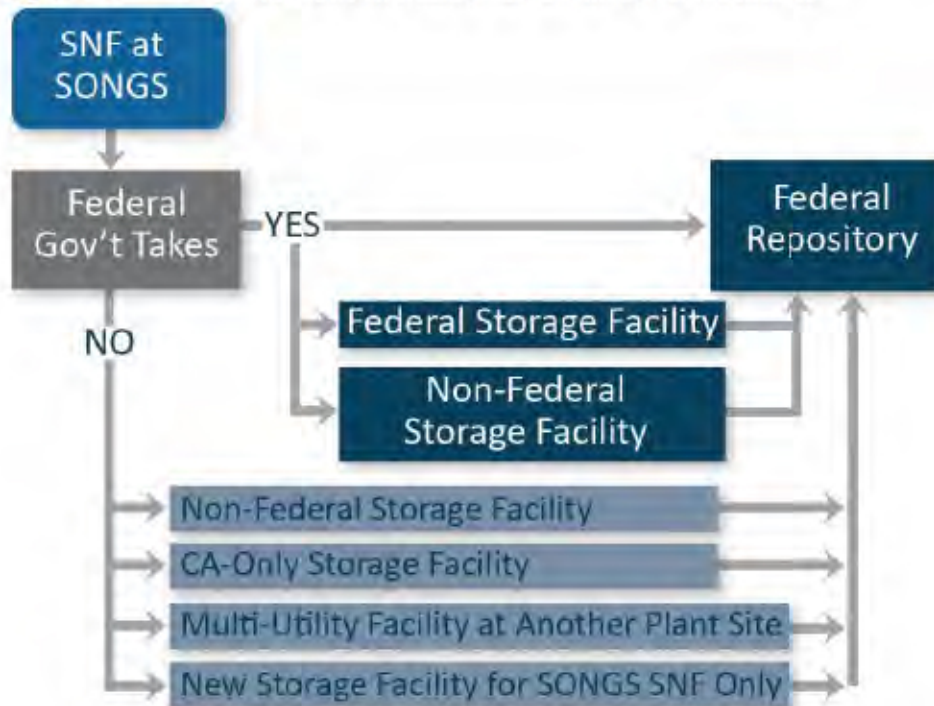 SNF at
SONGS
Federal
Gov't Takes
YES
Federal
Repository
NO
Federal Storage Facility
Non-Federal
Storage Facility
Non-Federal Storage Facility
CA-Only Storage Facility
Multi-Utility Facility at Another Plant Site
New Storage Facility for SONGS SNF Only